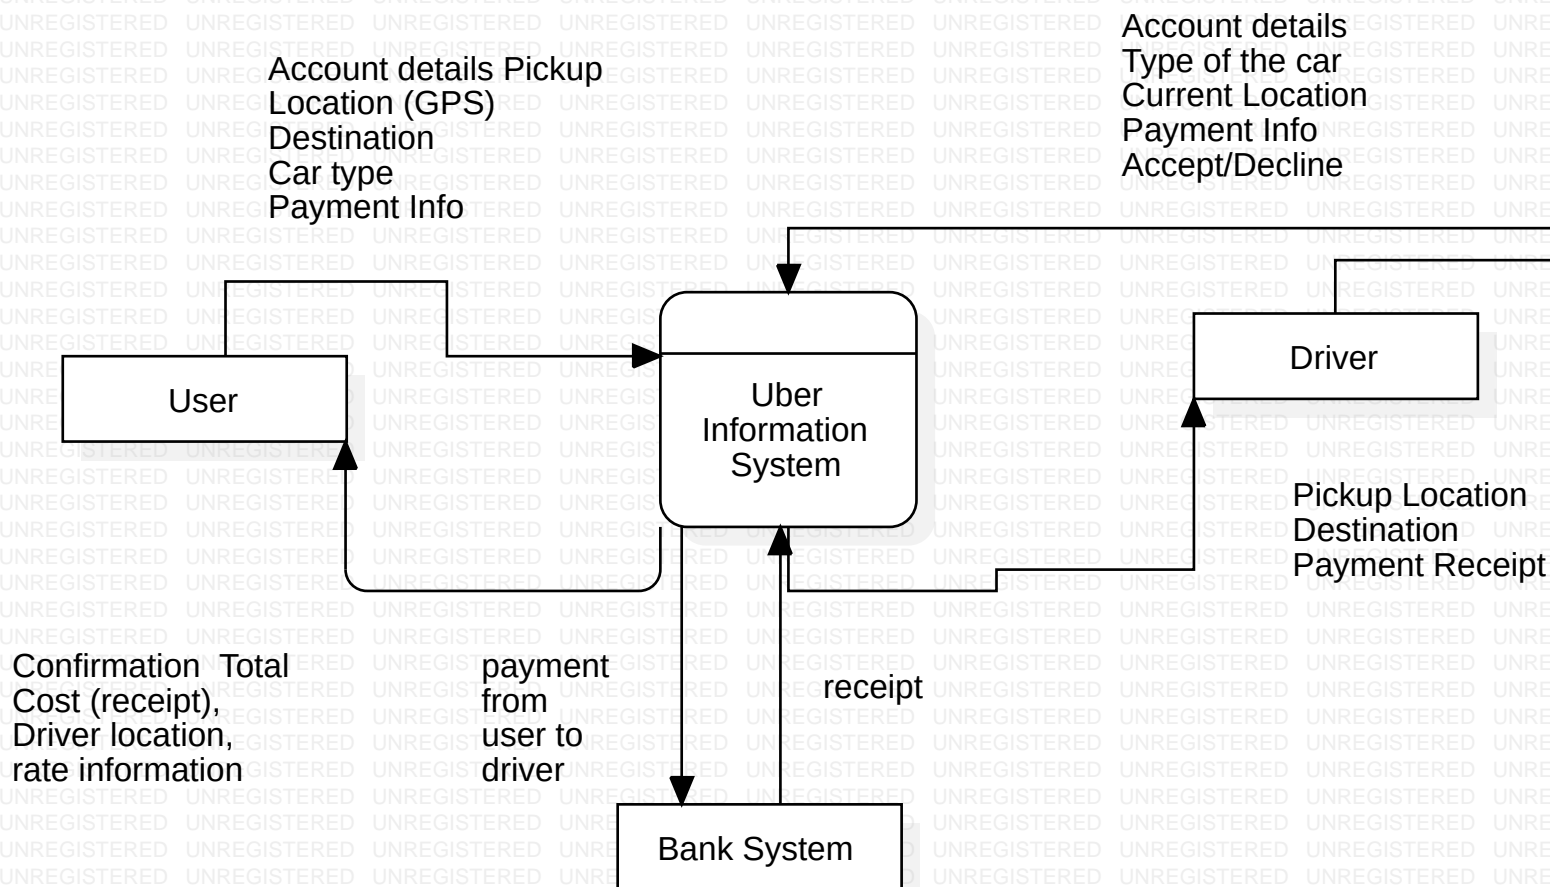 Account details
Type of the car
Current Location
Payment Info
Accept/Decline
Account details Pickup
Location (GPS)
Destination
Car type
Payment Info
User
Uber
Information
System
Driver
Pickup Location
Destination
Payment Receipt
Confirmation  Total
Cost (receipt),
Driver location,
rate information
payment
from
user to
driver
receipt
Bank System
UNREGISTERED